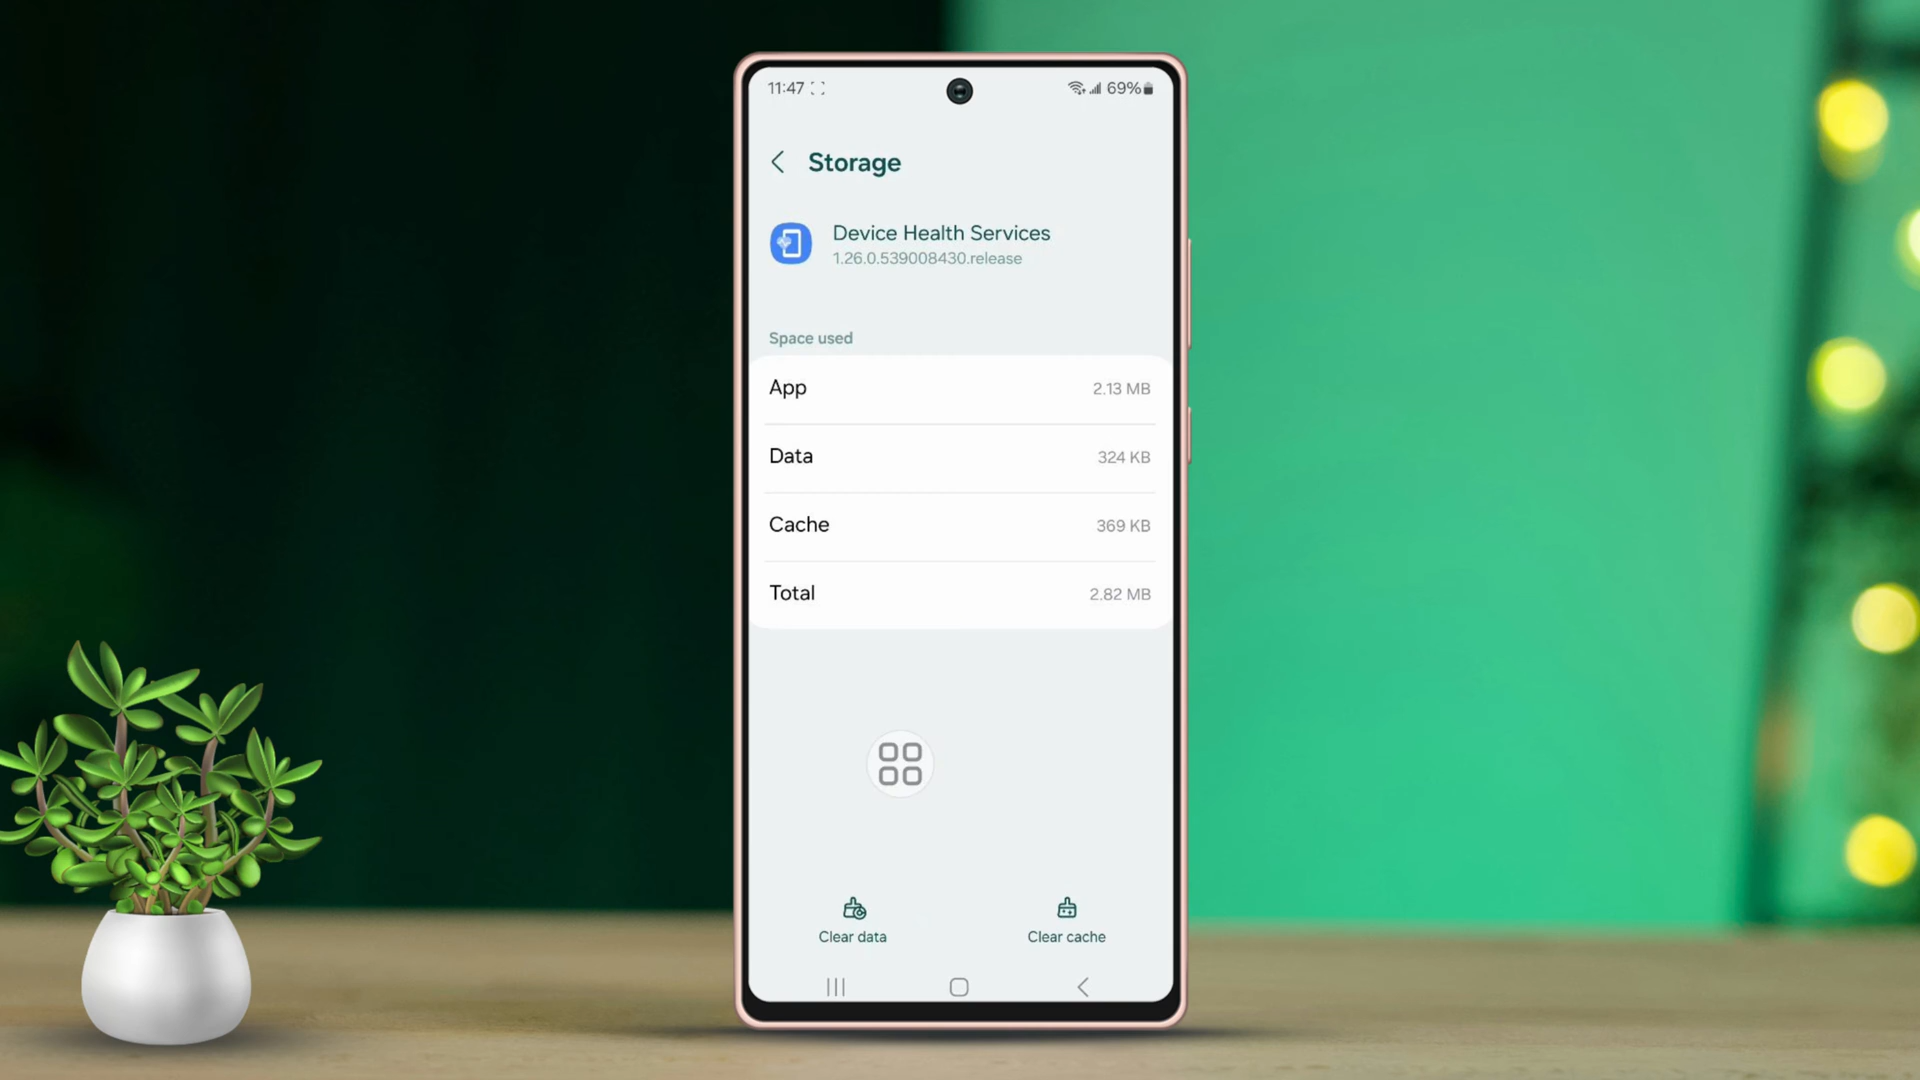 11:47
69%
Storage
Device Health Services
1.26.0.539008430.release
Space used
App 2.13 MB
Data 324 KB
Cache 369 KB
Total 2.82 MB
Clear data
Clear cache